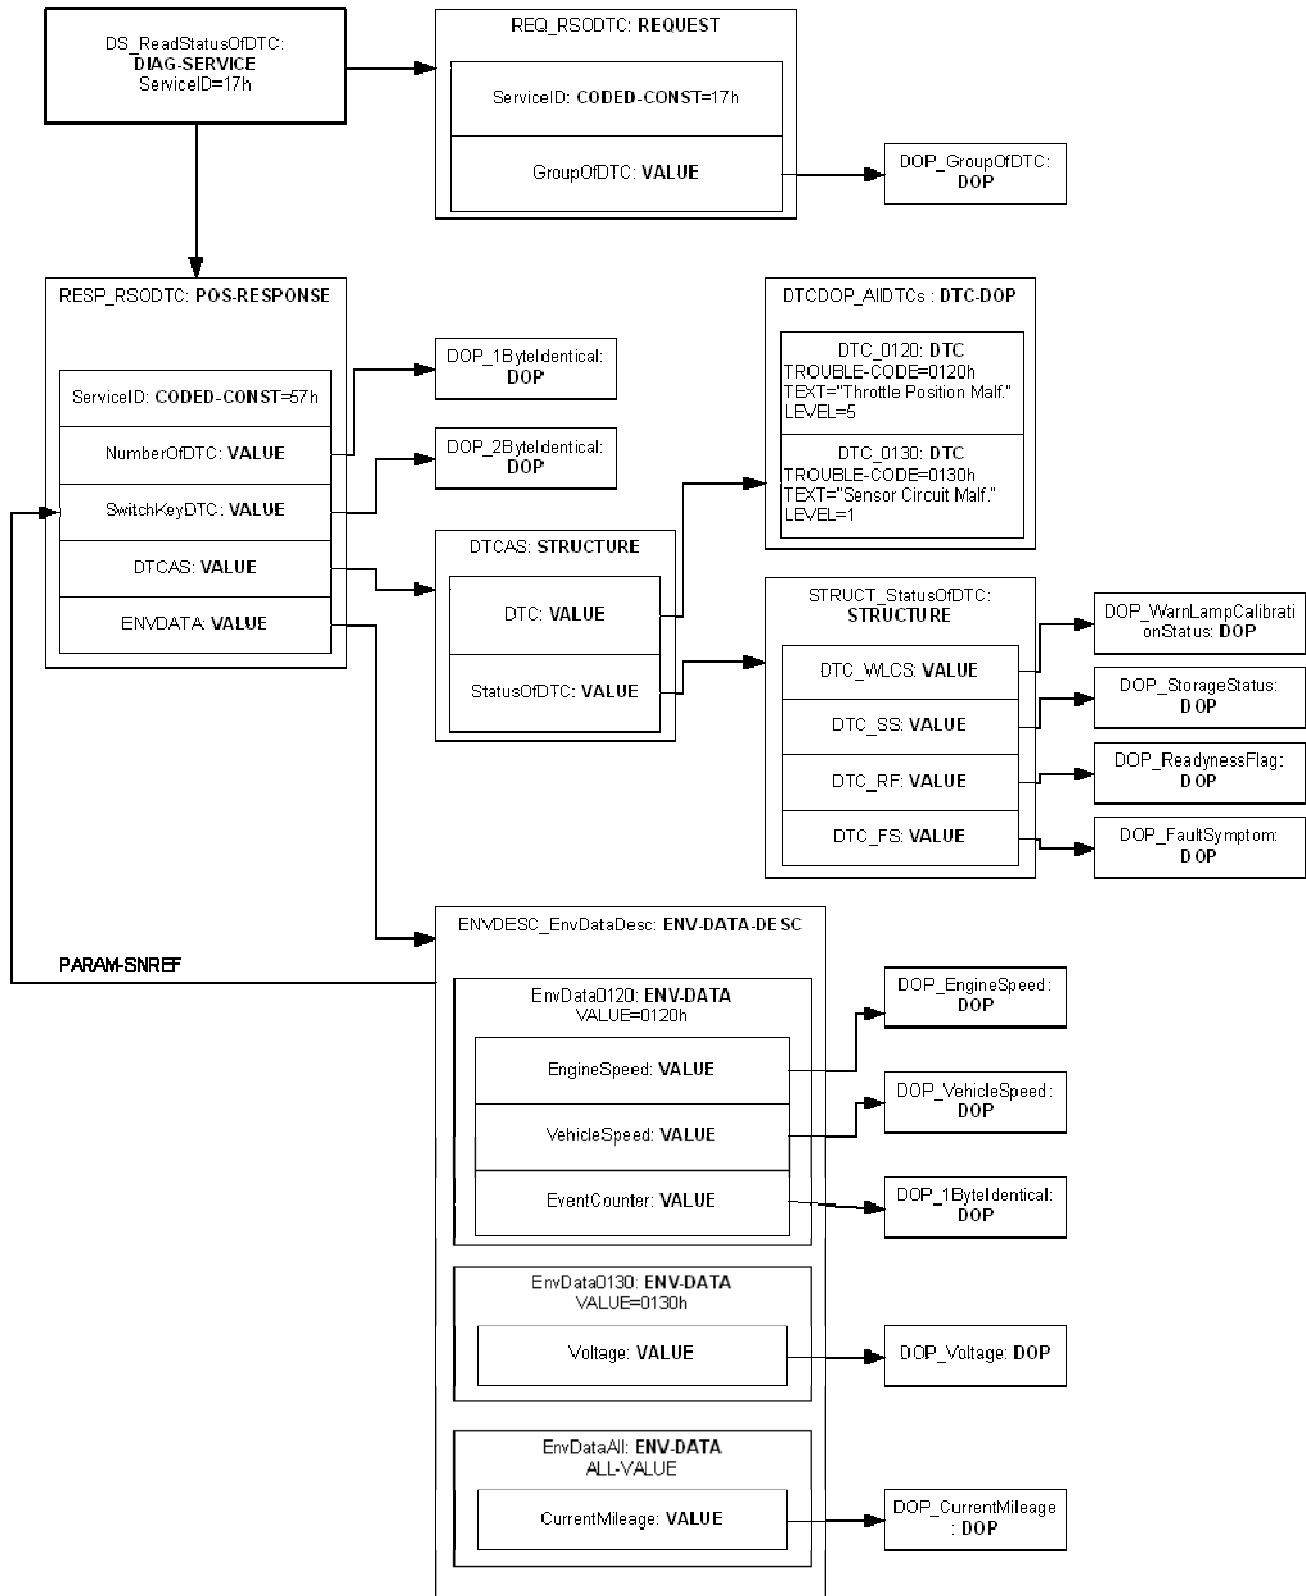 DS_ReadStatusOfDTC:
DIAG-SERVICE
ServiceID=17h
REQ_RSODTC: REQUEST
ServiceID: CODED-CONST=17h
GroupOfDTC: VALUE
DOP_GroupOfDTC:
DOP
RESP_RSODTC: POS-RESPONSE
ServiceID: CODED-CONST=57h
NumberOfDTC: VALUE
SwitchKeyDTC: VALUE
DTCAS: VALUE
ENVDATA: VALUE
DOP_1ByteIdentical:
DOP
DOP_2ByteIdentical:
DOP
DTCDOP_AllDTCs : DTC-DOP
DTC_0120: DTC
TROUBLE-CODE=0120h
TEXT="Throttle Position Malf."
LEVEL=5
DTC_0130: DTC
TROUBLE-CODE=0130h
TEXT="Sensor Circuit Malf."
LEVEL=1
DTCAS: STRUCTURE
DTC: VALUE
StatusOfDTC: VALUE
STRUCT_StatusOfDTC:
STRUCTURE
DTC_WLCS: VALUE
DTC_SS: VALUE
DTC_RF: VALUE
DTC_FS: VALUE
DOP_WarnLampCalibrati
onStatus: DOP
DOP_StorageStatus:
DOP
DOP_ReadynessFlag:
DOP
DOP_FaultSymptom:
DOP
PARAM-SNREF
ENVDESC_EnvDataDesc: ENV-DATA-DESC
EnvData0120: ENV-DATA
VALUE=0120h
EngineSpeed: VALUE
VehicleSpeed: VALUE
EventCounter: VALUE
DOP_EngineSpeed:
DOP
DOP_VehicleSpeed:
DOP
DOP_1ByteIdentical:
DOP
EnvData0130: ENV-DATA
VALUE=0130h
Voltage: VALUE
DOP_Voltage: DOP
EnvDataAll: ENV-DATA
ALL-VALUE
CurrentMileage: VALUE
DOP_CurrentMileage
: DOP